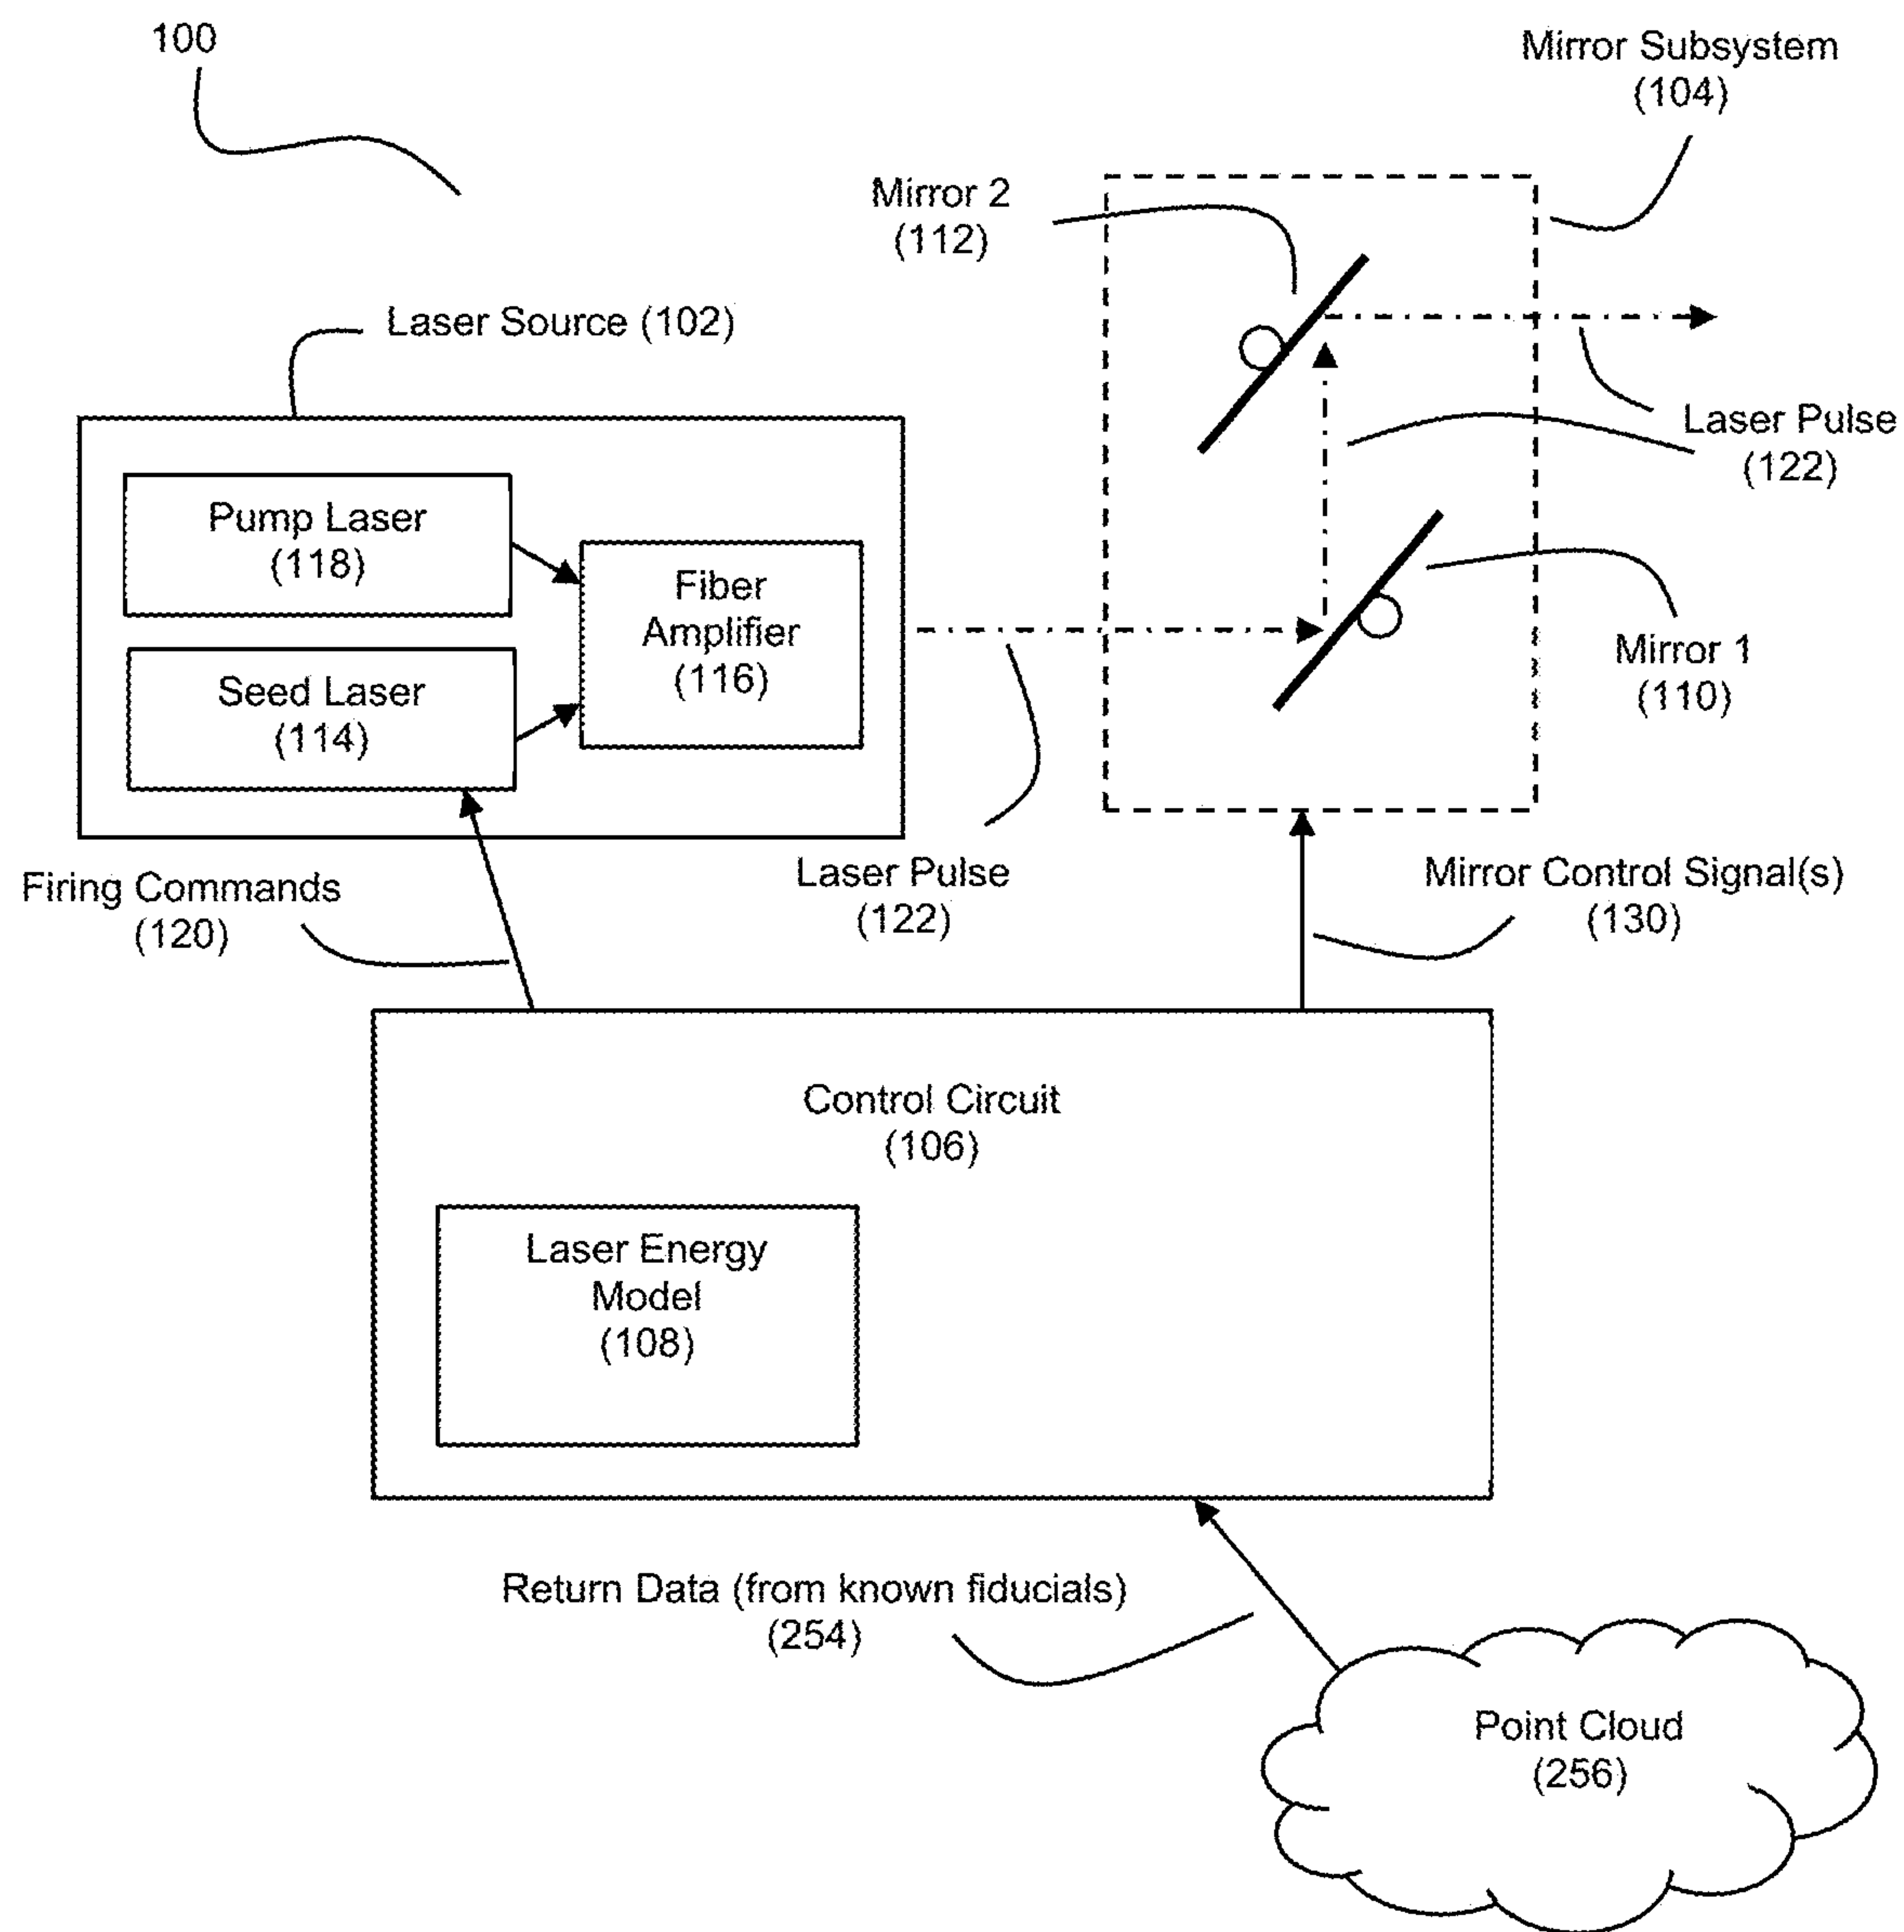 100
Mirror Subsystem
(104)
Mirror 2
(112)
Laser Source (102)
Laser Pulse
(122)
Pump Laser
(118)
Fiber
Amplifier
(116)
Seed Laser
(114)
Mirror 1
(110)
Firing Commands
(120)
Laser Pulse
(122)
Mirror Control Signal(s)
(130)
Control Circuit
(106)
Laser Energy
Model
(108)
Return Data (from known fiducials)
(254)
Point Cloud
(256)